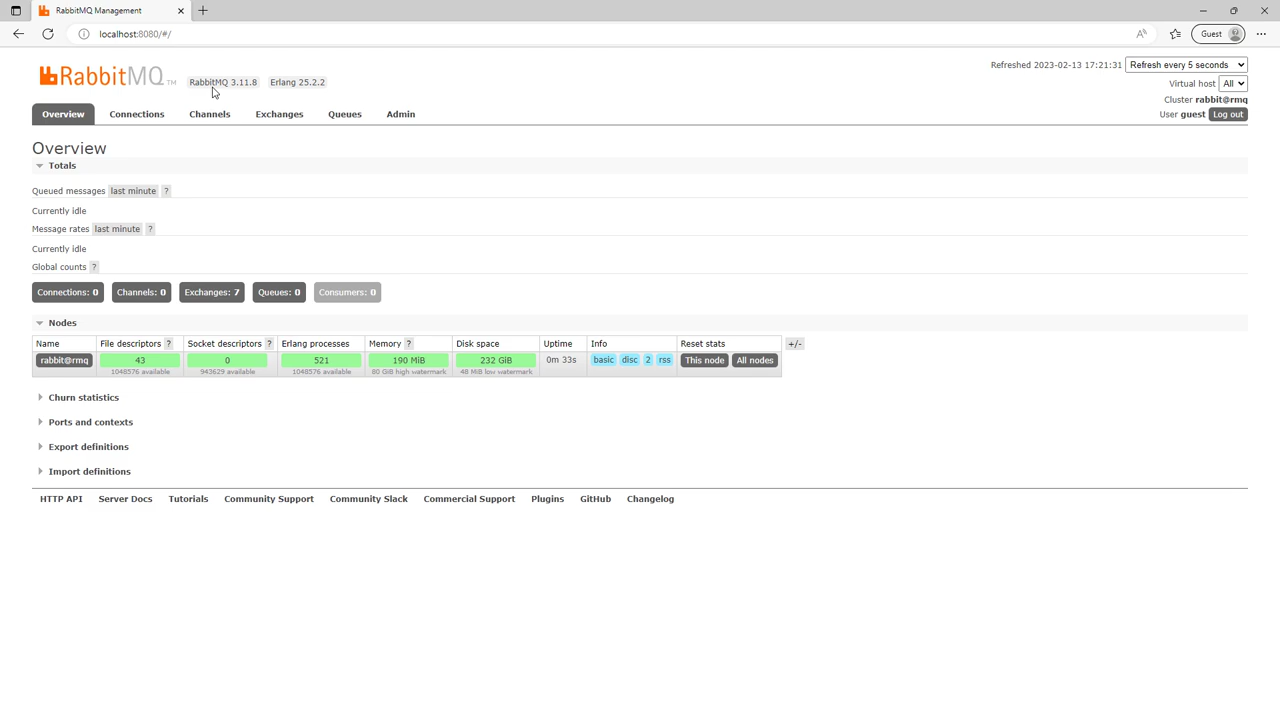 RabbitMQ Management
localhost:8080/#/
Guest
RabbitMQ TM
RabbitMQ 3.11.8 Erlang 25.2.2
Refreshed 2023-02-13 17:21:31 Refresh every 5 seconds
Virtual host All
Cluster rabbit@rmq
User guest Log out
Overview Connections Channels Exchanges Queues Admin
Overview
Totals
Queued messages last minute ?
Currently idle
Message rates last minute ?
Currently idle
Global counts ?
Connections: 0 Channels: 0 Exchanges: 7 Queues: 0 Consumers: 0
Nodes
Name File descriptors ? Socket descriptors ? Erlang processes Memory ? Disk space Uptime Info Reset stats +/-
rabbit@rmq 43 0 521 190 MiB 232 GiB 0m 33s basic disc 2 rss This node All nodes
1048576 available 943629 available 1048576 available 80 GiB high watermark 48 MiB low watermark
Churn statistics
Ports and contexts
Export definitions
Import definitions
HTTP API Server Docs Tutorials Community Support Community Slack Commercial Support Plugins GitHub Changelog